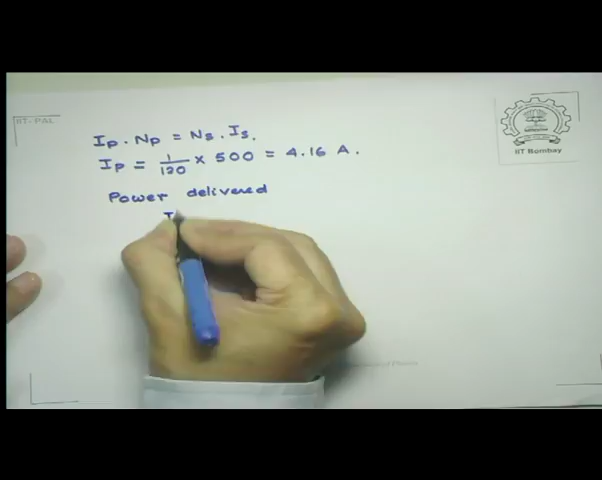 IIT- PAL
Ip . Np = Ns . Is.
Ip = 1/120 × 500 = 4.16 A.
Power delivered
I
IIT Bombay